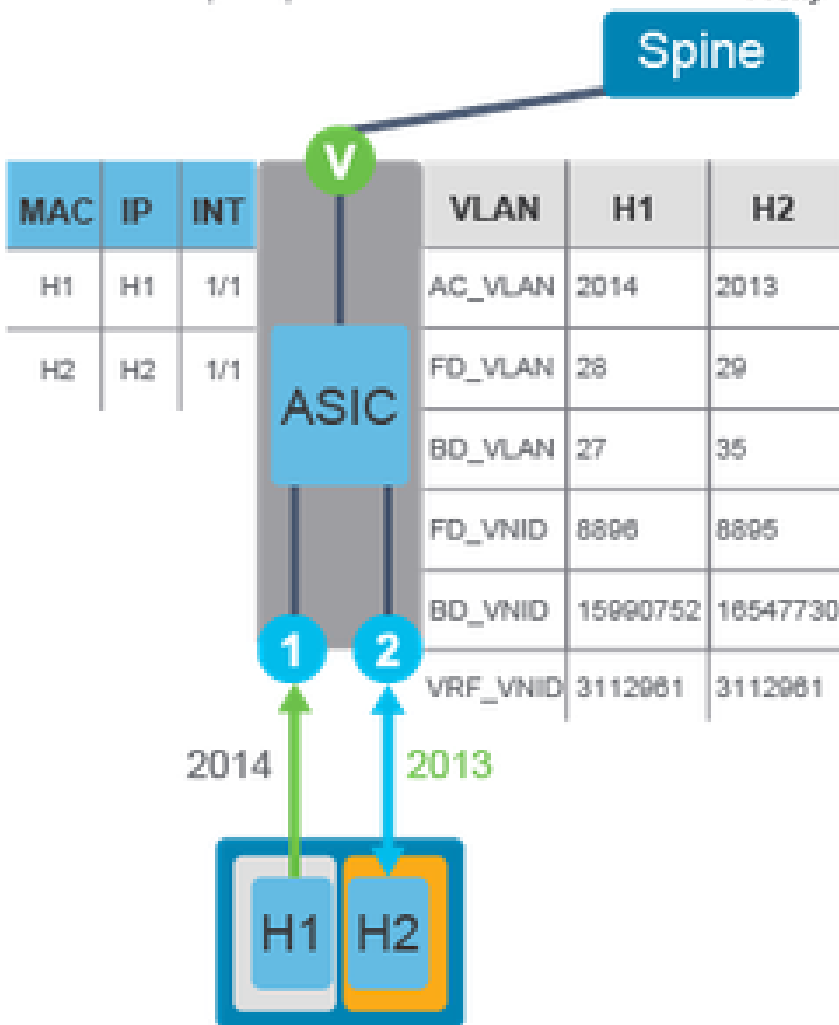 Spine
V
MAC IP INT
H1 H1 1/1
H2 H2 1/1
ASIC
VLAN H1 H2
AC_VLAN 2014 2013
FD_VLAN 28 29
BD_VLAN 27 35
FD_VNID 8896 8895
BD_VNID 15990752 16547730
VRF_VNID 3112961 3112961
1 2
2014 2013
H1 H2